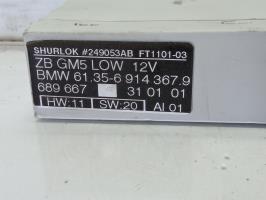 SHURLOK #249053AB FT1101-03
ZB GM5 LOW 12V
BMW 61.35-6 914 367.9
689 667 31 01 01
HW:11 SW:20 AI 01